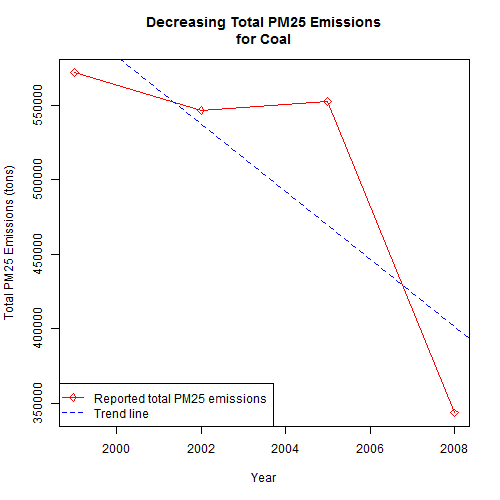 Decreasing Total PM25 Emissions
for Coal
Total PM25 Emissions (tons)
550000
500000
450000
400000
350000
Reported total PM25 emissions
Trend line
2000 2002 2004 2006 2008
Year